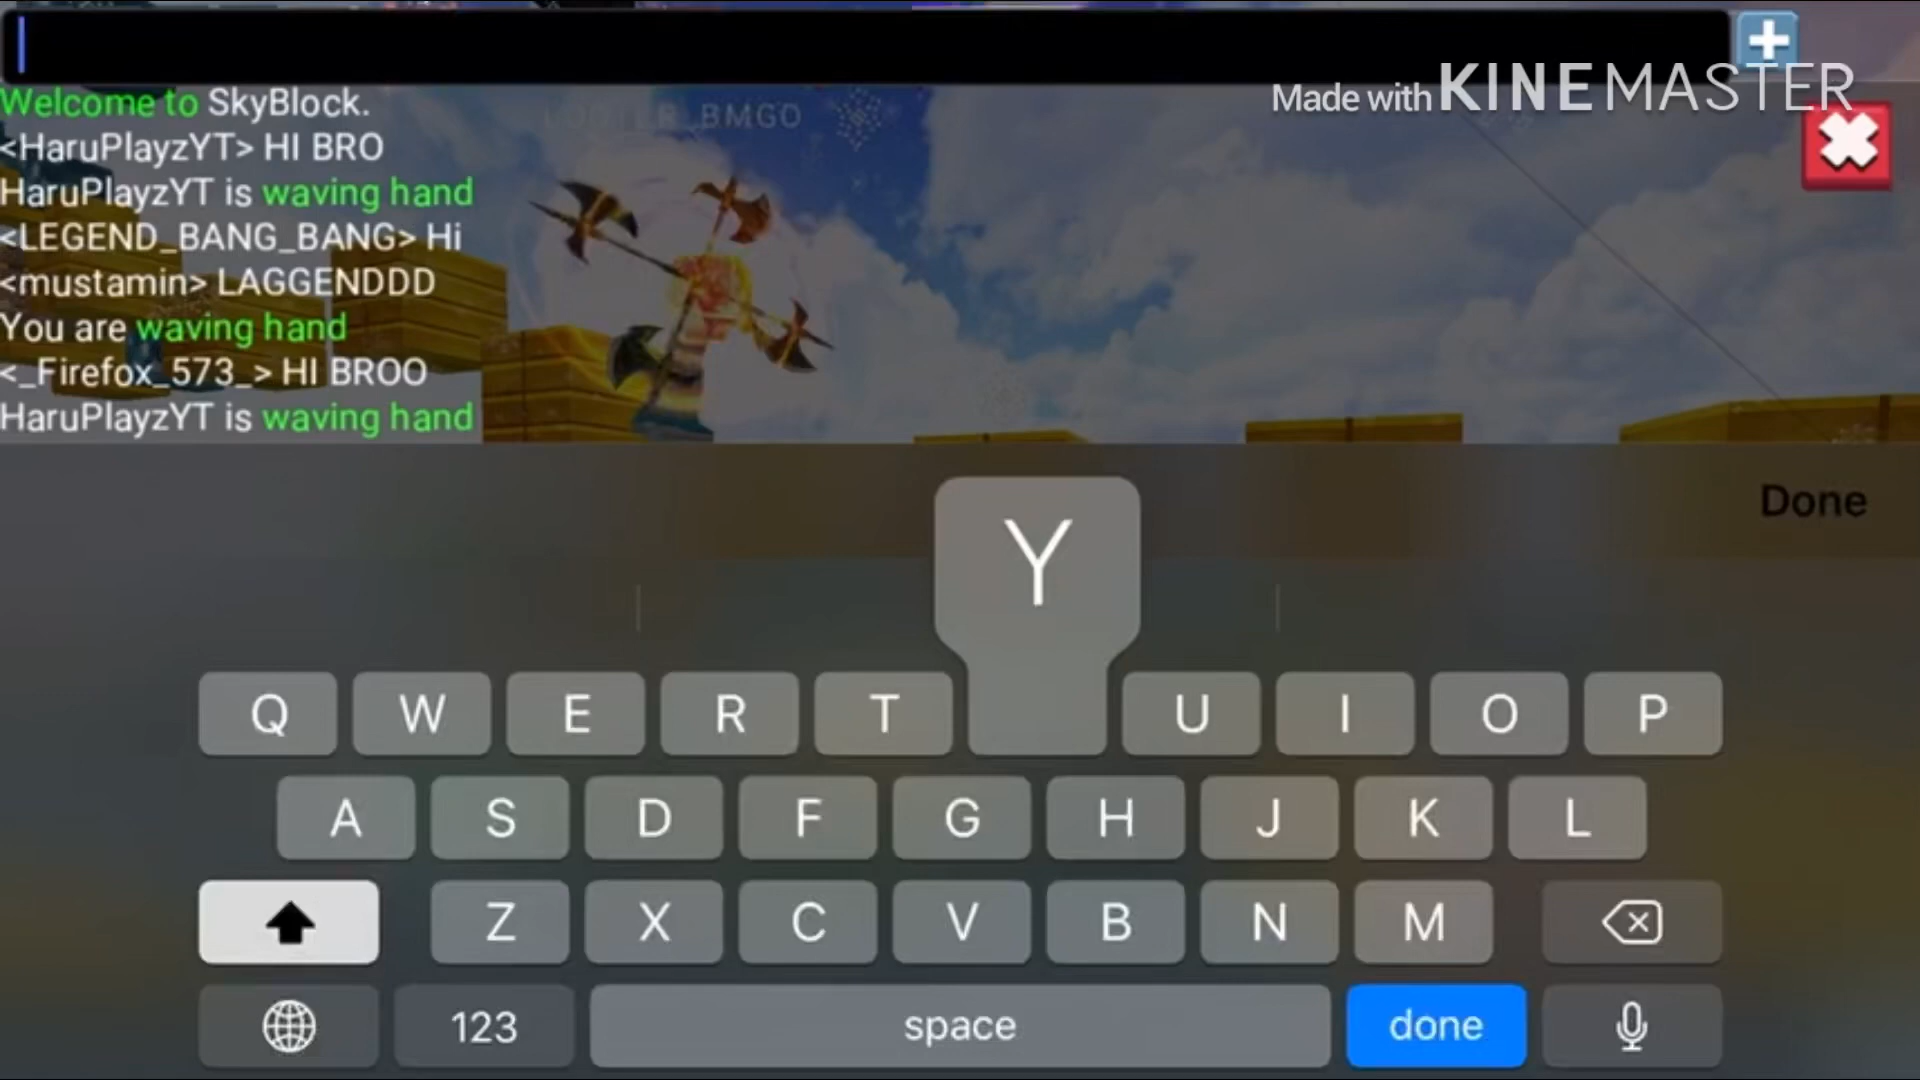 Made with KINEMASTER
Welcome to SkyBlock.
<HaruPlayzYT> HI BRO
HaruPlayzYT is waving hand
<LEGEND_BANG_BANG> Hi
<mustamin> LAGGENDDD
You are waving hand
<_Firefox_573_> HI BROO
HaruPlayzYT is waving hand
BMGO
Done
Y
Q W E R T U I O P
A S D F G H J K L
Z X C V B N M
123 space done